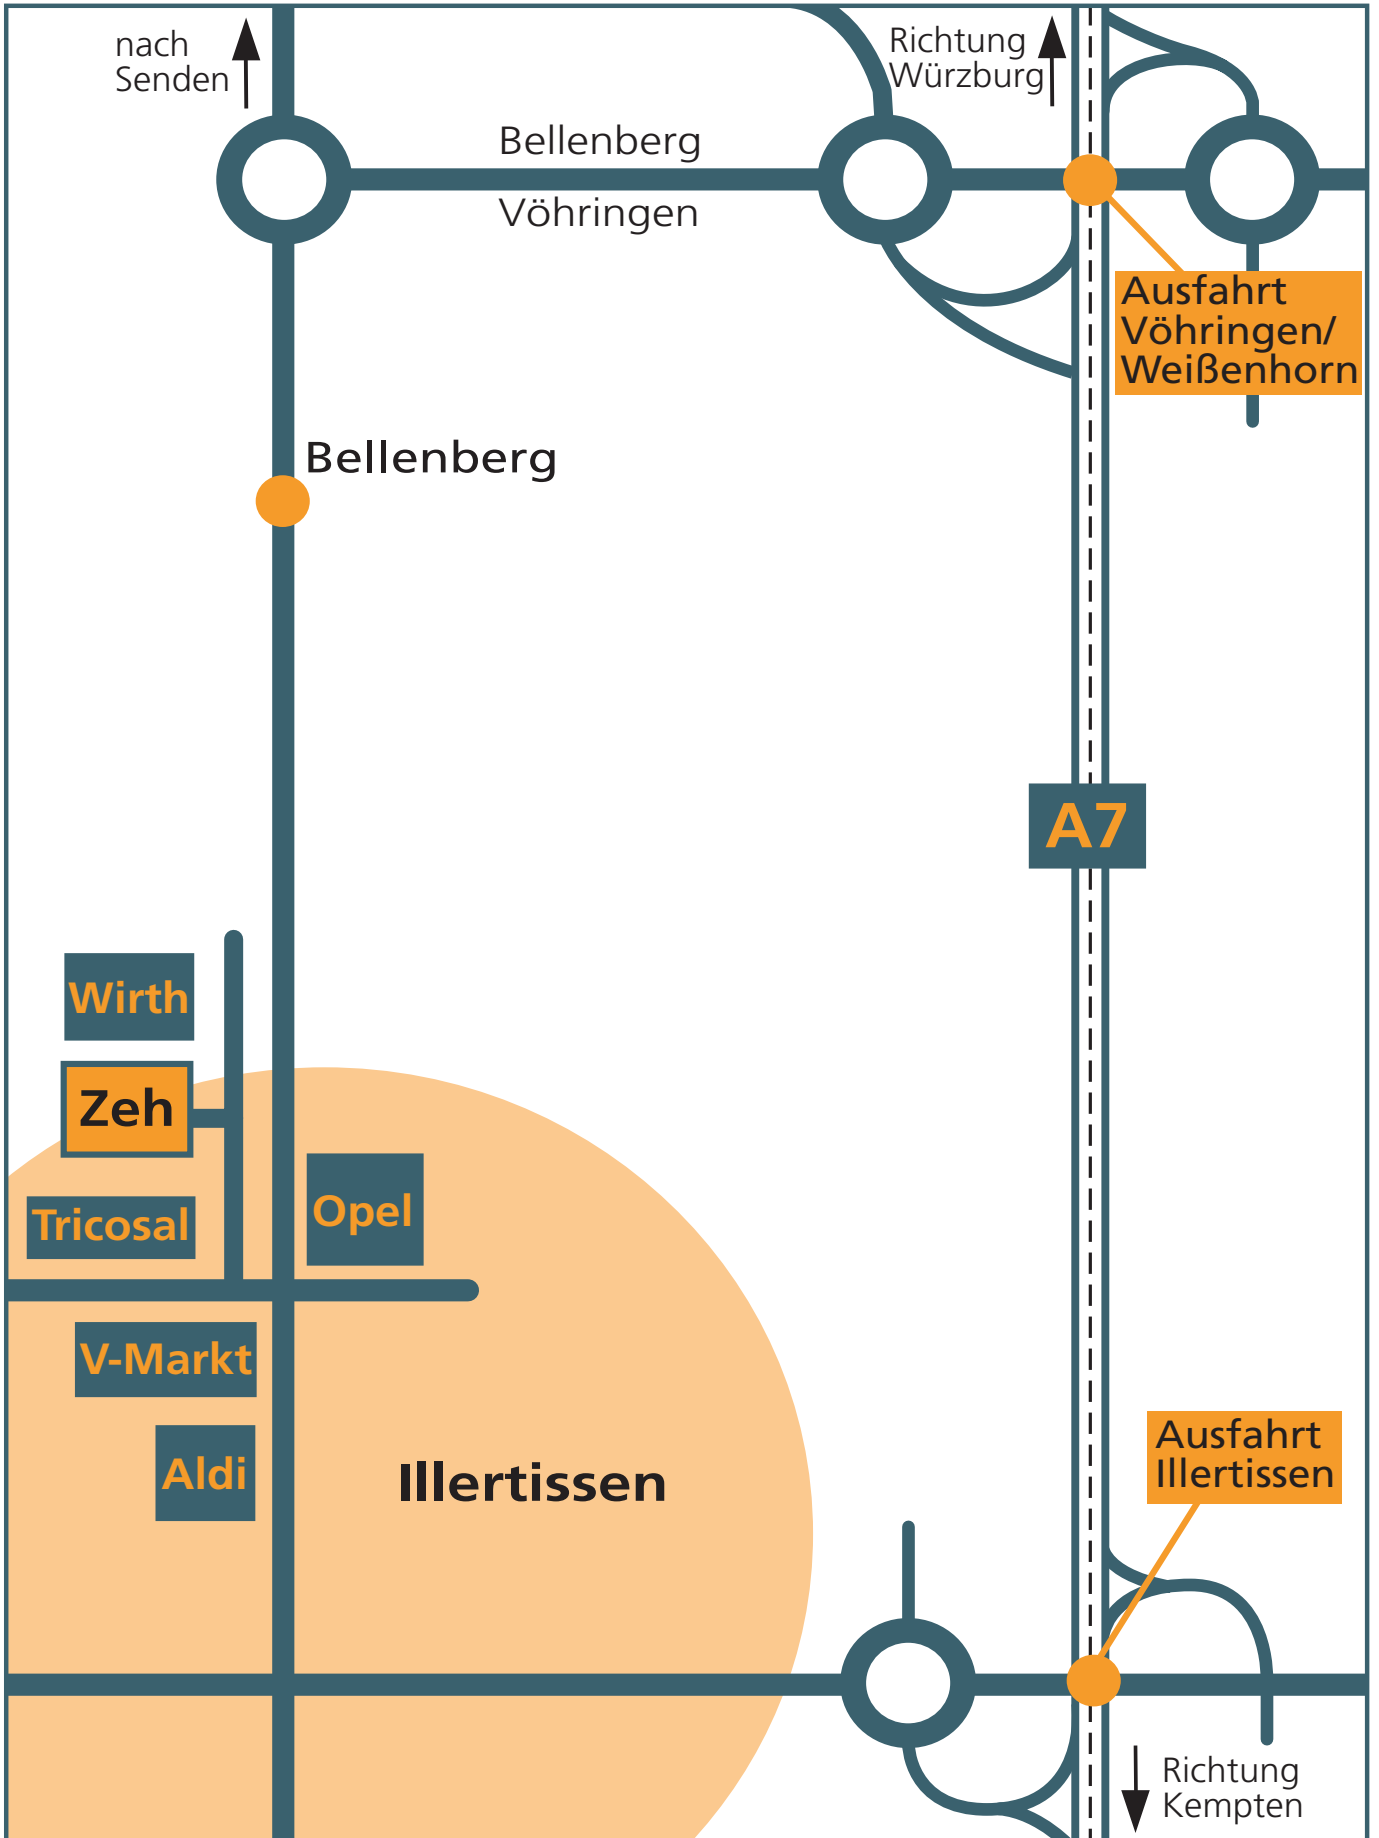 nach
Senden
Richtung
Würzburg
Bellenberg
Vöhringen
Ausfahrt
Vöhringen/
Weißenhorn
Bellenberg
A7
Wirth
Zeh
Tricosal
Opel
V-Markt
Aldi
Illertissen
Ausfahrt
Illertissen
Richtung
Kempten